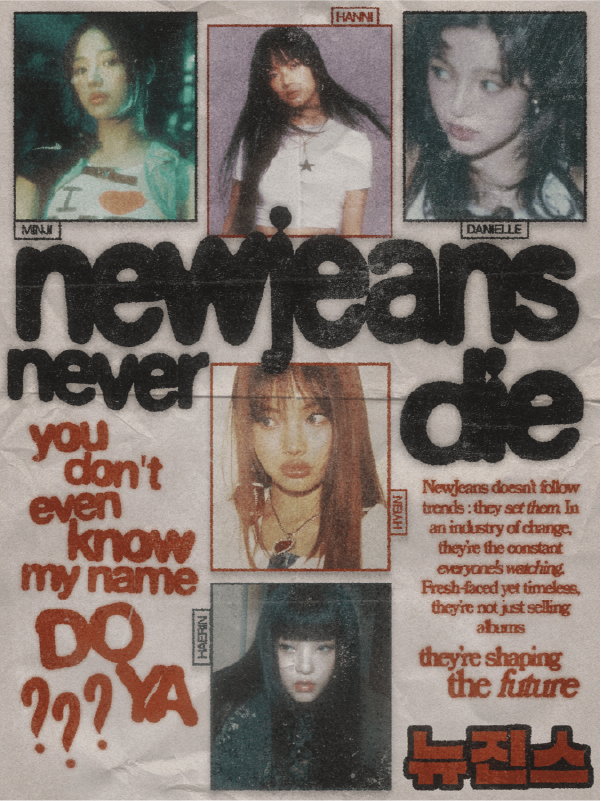 HANNI
MINJI
DANIELLE
newjeans
never
die
you
don't
even
know
my name
DO
YA
???
HYEIN
HAERIN
NewJeans doesn't follow
trends : they set them. In
an industry of change,
they're the constant
everyone's watching.
Fresh-faced yet timeless,
they're not just selling
albums
they're shaping
the future
뉴진스